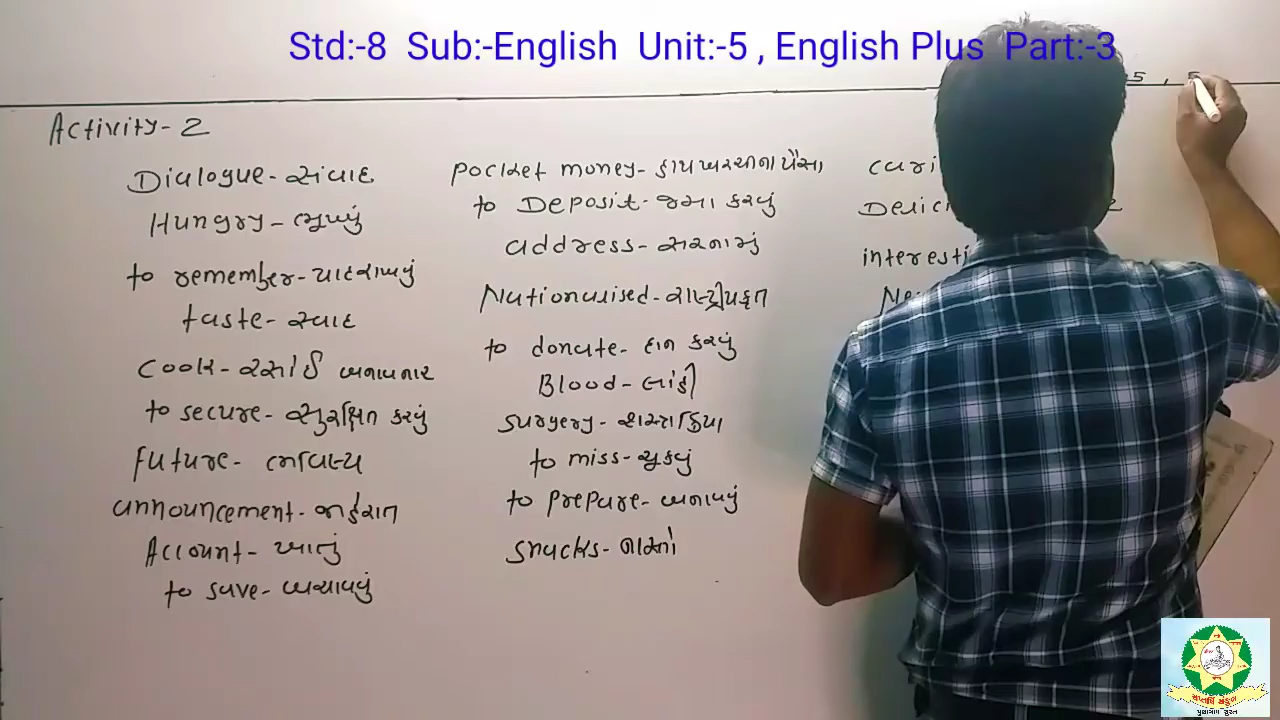 Std:-8 Sub:-English Unit:-5 , English Plus Part:-3
5 , 5
Activity-2
Dialogue - સંવાદ
Hungry - ભૂખ્યું
to remember - યાદ રાખવું
taste - સ્વાદ
Cook - રસોઈ બનાવનાર
to secure - સુરક્ષિત કરવું
Future - ભવિષ્ય
announcement - જાહેરાત
Account - ખાતું
to save - બચાવવું
pocket money - હાથ ખરચીના પૈસા
to Deposit - જમા કરવું
address - સરનામું
Nationalised - રાષ્ટ્રીયકૃત
to donate - દાન કરવું
Blood - લોહી
surgery - શસ્ત્રક્રિયા
to miss - ચૂકવું
to prepare - બનાવવું
snacks - નાસ્તો